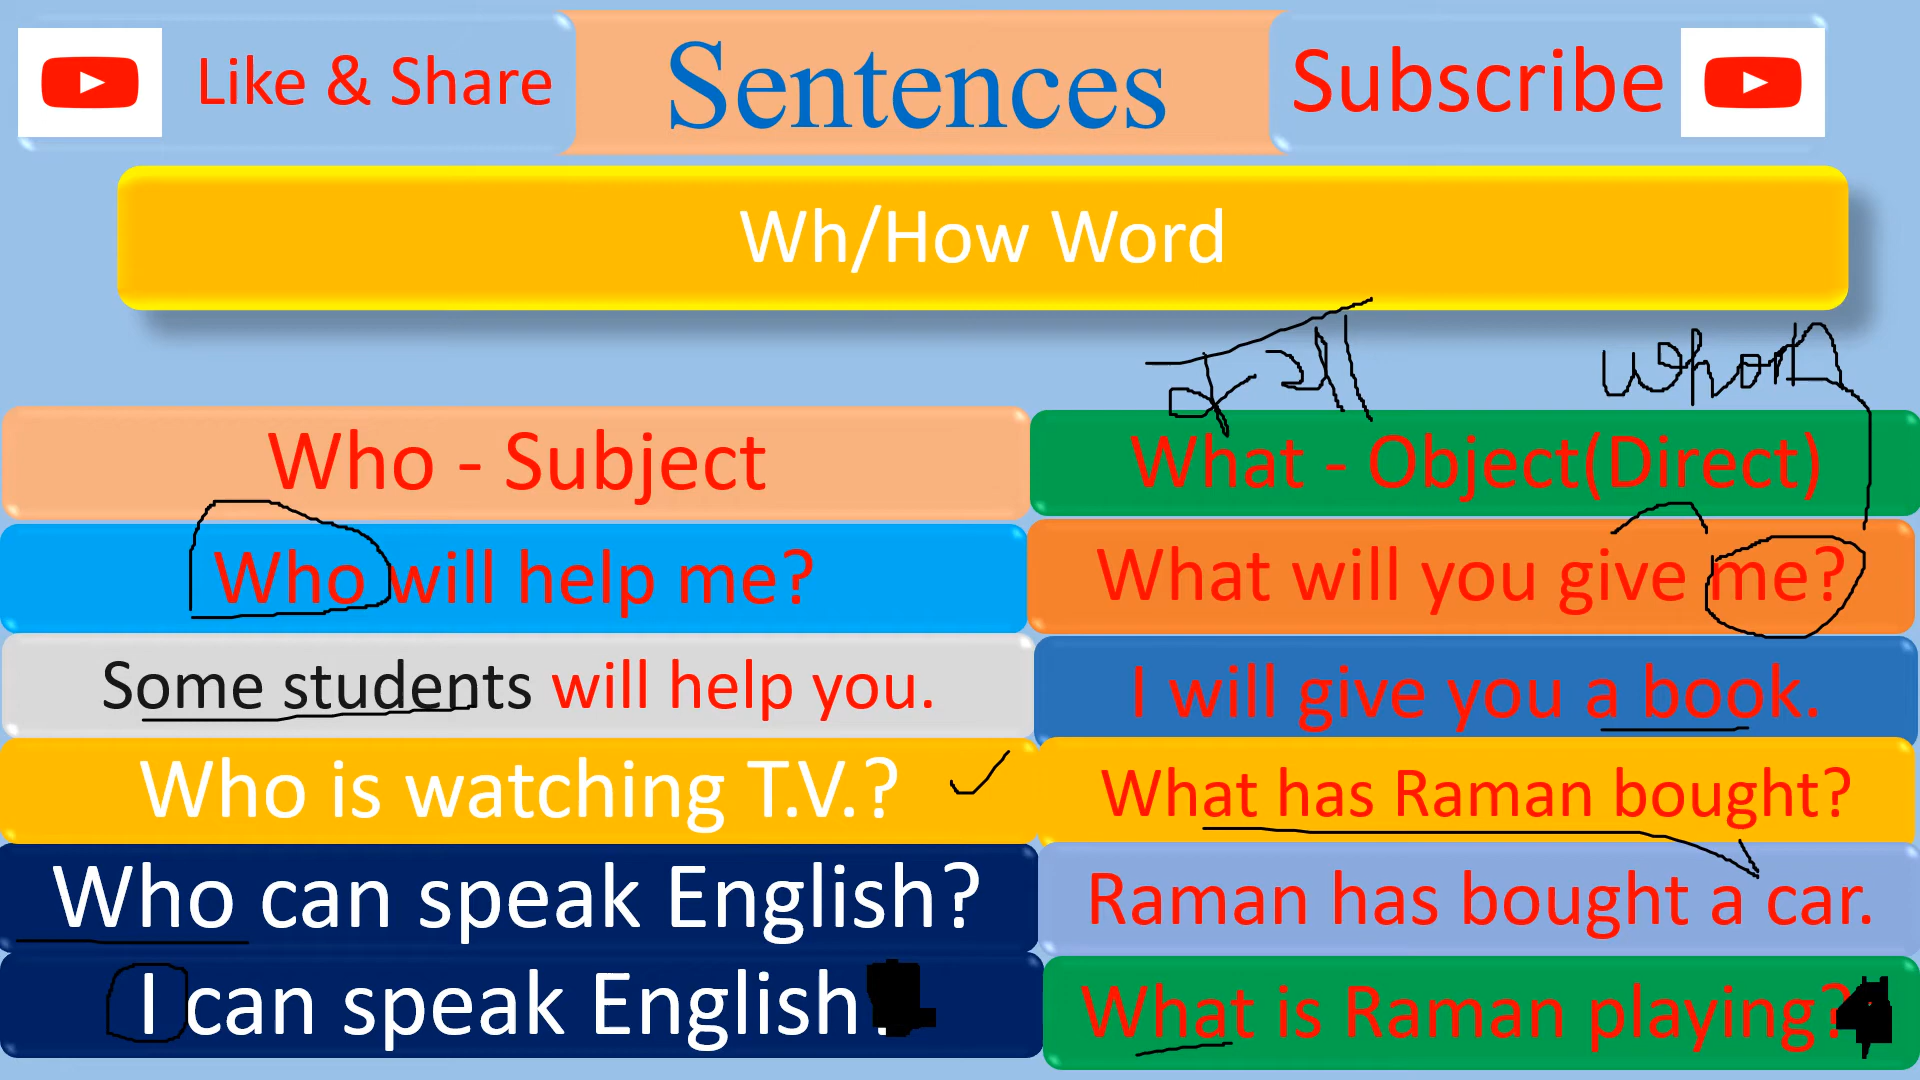 Like & Share
Sentences
Subscribe
Wh/How Word
whom
Who - Subject
What - Object(Direct)
Who will help me?
What will you give me?
Some students will help you.
I will give you a book.
Who is watching T.V.?
What has Raman bought?
Who can speak English?
Raman has bought a car.
I can speak English
What is Raman playing?